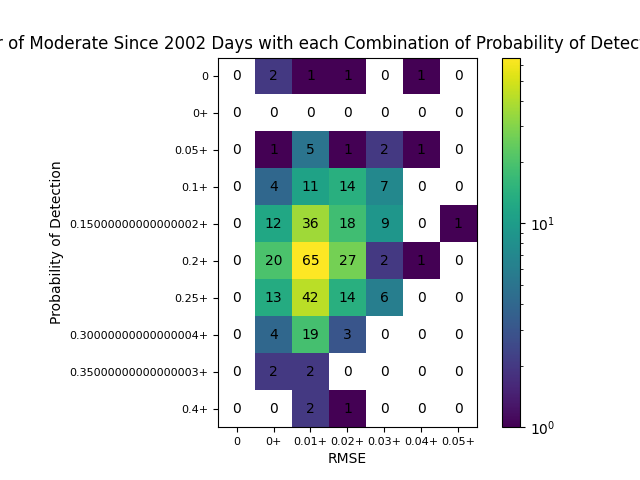 of Moderate Since 2002 Days with each Combination of Probability of
0 0 2 1 1 0 1 0
0+ 0 0 0 0 0 0 0
0.05+ 0 1 5 1 2 1 0
0.1+ 0 4 11 14 7 0 0
0.15000000000000002+ 0 12 36 18 9 0 1
0.2+ 0 20 65 27 2 1 0
0.25+ 0 13 42 14 6 0 0
0.30000000000000004+ 0 4 19 3 0 0 0
0.35000000000000003+ 0 2 2 0 0 0 0
0.4+ 0 0 2 1 0 0 0
0 0+ 0.01+ 0.02+ 0.03+ 0.04+ 0.05+
RMSE
Probability of Detection
10¹
10⁰